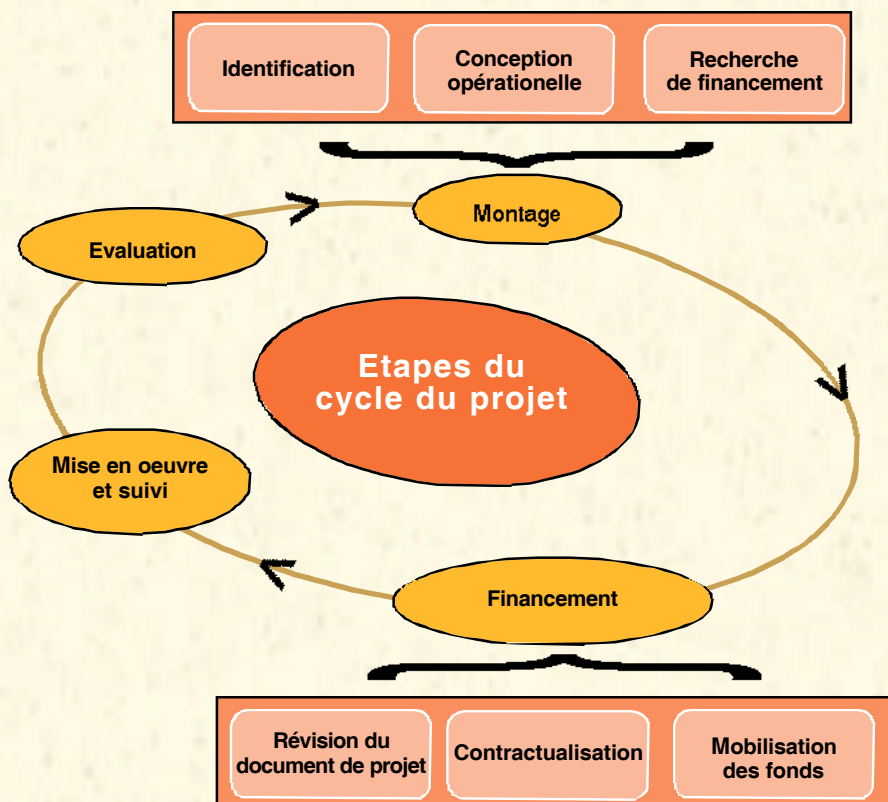 Identification
Conception
opérationelle
Recherche
de financement
Montage
Evaluation
Etapes du
cycle du projet
Mise en oeuvre
et suivi
Financement
Révision du
document de projet
Contractualisation
Mobilisation
des fonds